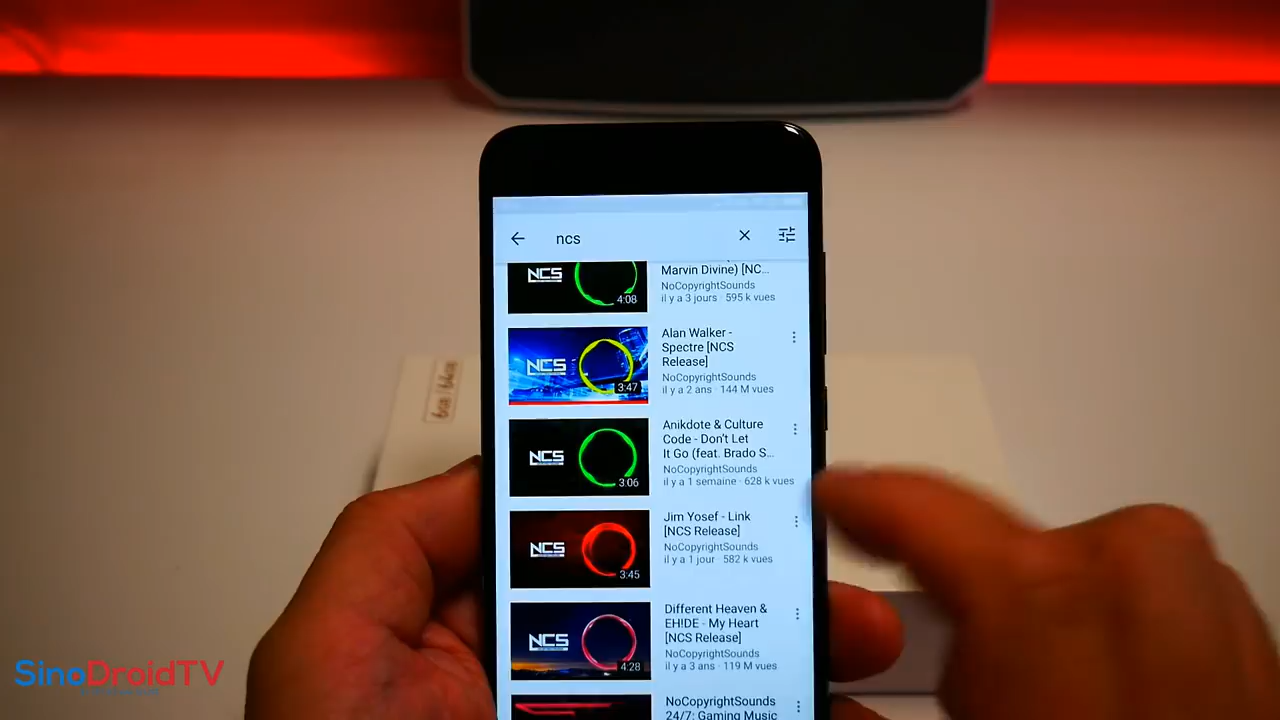 ncs
NCS
4:08
Marvin Divine) [NC...
NoCopyrightSounds
il y a 3 jours · 595 k vues
NCS
3:47
Alan Walker -
Spectre [NCS
Release]
NoCopyrightSounds
il y a 2 ans · 144 M vues
NCS
3:06
Anikdote & Culture
Code - Don't Let
It Go (feat. Brado S...
NoCopyrightSounds
il y a 1 semaine · 628 k vues
NCS
3:45
Jim Yosef - Link
[NCS Release]
NoCopyrightSounds
il y a 1 jour · 582 k vues
NCS
4:28
Different Heaven &
EH!DE - My Heart
[NCS Release]
NoCopyrightSounds
il y a 3 ans · 119 M vues
NoCopyrightSounds
24/7: Gaming Music
6GB | 64GB
SinoDroidTV